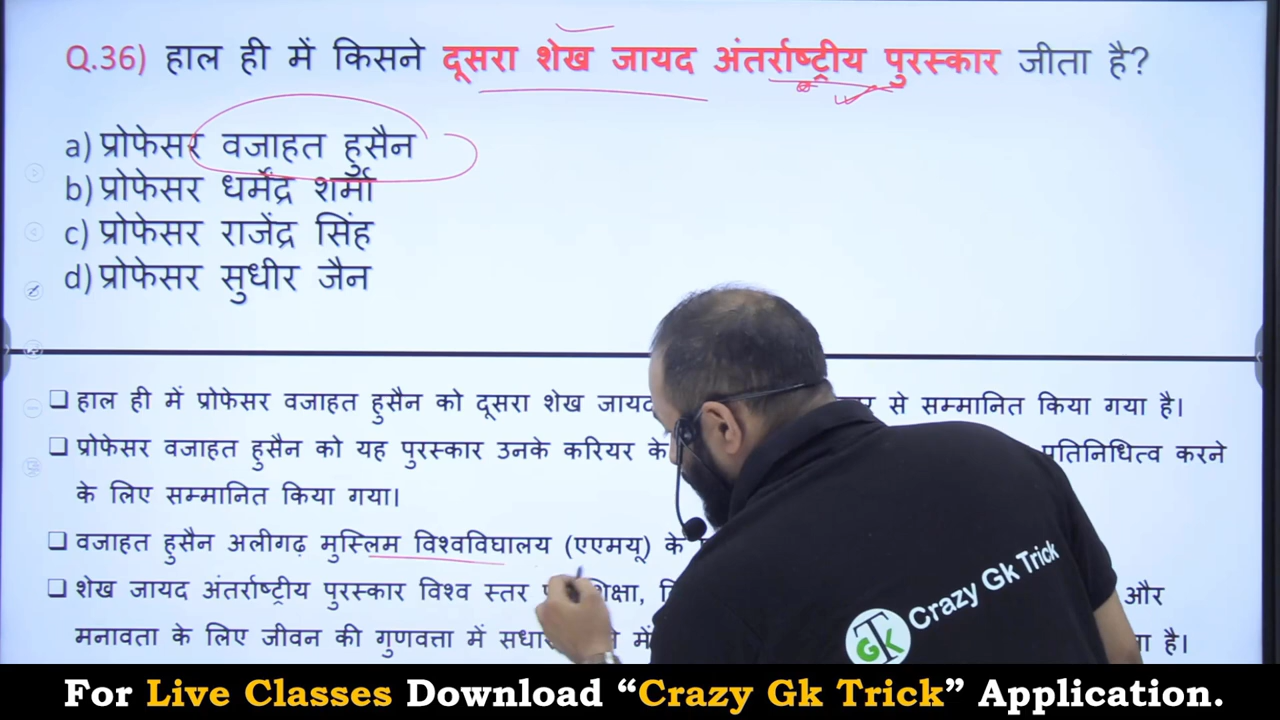 Q.36) हाल ही में किसने दूसरा शेख जायद अंतर्राष्ट्रीय पुरस्कार जीता है?
a) प्रोफेसर वजाहत हुसैन
b) प्रोफेसर धर्मेंद्र शर्मा
c) प्रोफेसर राजेंद्र सिंह
d) प्रोफेसर सुधीर जैन
❑ हाल ही में प्रोफेसर वजाहत हुसैन को दूसरा शेख जायद से सम्मानित किया गया है।
❑ प्रोफेसर वजाहत हुसैन को यह पुरस्कार उनके करियर के प्रतिनिधित्व करने
के लिए सम्मानित किया गया।
❑ वजाहत हुसैन अलीगढ़ मुस्लिम विश्वविघालय (एएमयू) के
❑ शेख जायद अंतर्राष्ट्रीय पुरस्कार विश्व स्तर और
मनावता के लिए जीवन की गुणवत्ता में है।
GTK Crazy Gk Trick
For Live Classes Download “Crazy Gk Trick” Application.